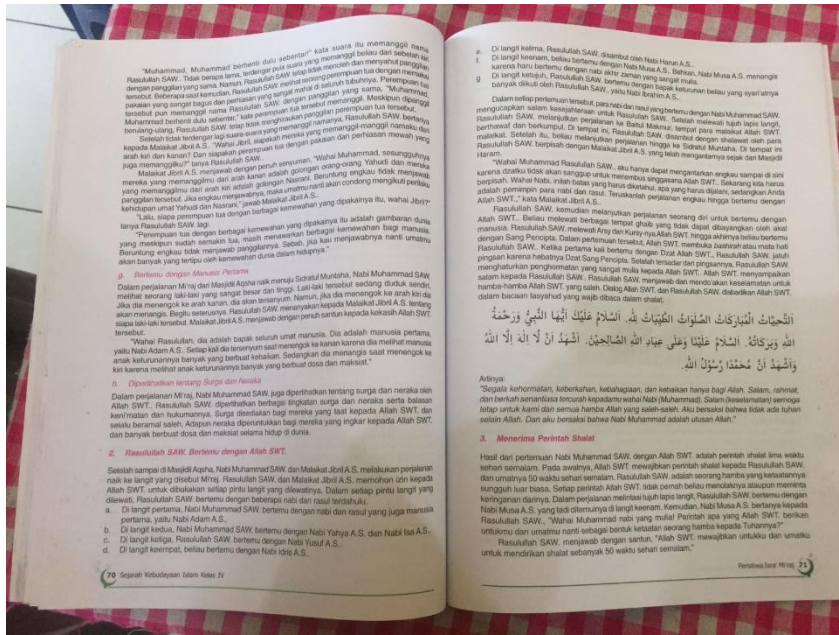 "Muhammad, Muhammad berhenti dulu sebentar!" kata suara itu memanggil nama
Rasulullah SAW.. Tidak berapa lama, terdengar pula suara yang memanggil beliau dari sebelah kiri
dengan panggilan yang sama. Namun, Rasulullah SAW. tetap tidak menoleh dan menyahut panggilan
tersebut. Beberapa saat kemudian, Rasulullah SAW. melihat seorang perempuan tua dengan memakai
pakaian yang sangat bagus dan perhiasan yang sangat mahal di seluruh tubuhnya. Perempuan tua
tersebut pun memanggil nama Rasulullah SAW. dengan panggilan yang sama, "Muhammad,
Muhammad berhenti dulu sebentar," kata perempuan tua tersebut memanggil. Meskipun dipanggil
berulang-ulang, Rasulullah SAW. tetap tidak menghiraukan panggilan perempuan tua tersebut.
Setelah tidak terdengar lagi suara-suara yang memanggil namanya, Rasulullah SAW. bertanya
kepada Malaikat Jibril A.S.. "Wahai Jibril, siapakah mereka yang memanggil-manggil namaku dari
arah kiri dan kanan? Dan siapakah perempuan tua dengan pakaian dan perhiasan mewah yang
juga memanggilku?" tanya Rasulullah SAW..
Malaikat Jibril A.S. menjawab dengan penuh senyuman, "Wahai Muhammad, sesungguhnya
mereka yang memanggilmu dari arah kanan adalah golongan orang-orang Yahudi dan mereka
yang memanggilmu dari arah kiri adalah golongan Nasrani. Beruntung engkau tidak menjawab
panggilan tersebut. Jika engkau menjawabnya, maka umatmu nanti akan condong mengikuti perilaku
kehidupan umat Yahudi dan Nasrani," jawab Malaikat Jibril A.S..
"Lalu, siapa perempuan tua dengan berbagai kemewahan yang dipakainya itu, wahai Jibril?"
tanya Rasulullah SAW. lagi.
"Perempuan tua dengan berbagai kemewahan yang dipakainya itu adalah gambaran dunia
yang meskipun sudah semakin tua, masih menawarkan berbagai kemewahan bagi manusia.
Beruntung engkau tidak menjawab panggilannya. Sebab, jika kau menjawabnya nanti umatmu
akan banyak yang tertipu oleh kemewahan dunia dalam hidupnya."
g. Bertemu dengan Manusia Pertama
Dalam perjalanan Mi'raj dari Masjidil Aqsha naik menuju Sidratul Muntaha, Nabi Muhammad SAW.
melihat seorang laki-laki yang sangat besar dan tinggi. Laki-laki tersebut sedang duduk sendiri.
Jika dia menengok ke arah kanan, dia akan tersenyum. Namun, jika dia menengok ke arah kiri dia
akan menangis. Begitu seterusnya. Rasulullah SAW. menanyakan kepada Malaikat Jibril A.S. tentang
siapa laki-laki tersebut. Malaikat Jibril A.S. menjawab dengan penuh santun kepada kekasih Allah SWT.
tersebut.
"Wahai Rasulullah, dia adalah bapak seluruh umat manusia. Dia adalah manusia pertama,
yaitu Nabi Adam A.S.. Setiap kali dia tersenyum saat menengok ke kanan karena dia melihat manusia
anak keturunannya banyak yang berbuat kebaikan. Sedangkan dia menangis saat menengok ke
kiri karena melihat anak keturunannya yang banyak yang berbuat dosa dan maksiat."
h. Diperlihatkan tentang Surga dan Neraka
Dalam perjalanan Mi'raj, Nabi Muhammad SAW. juga diperlihatkan tentang surga dan neraka oleh
Allah SWT.. Rasulullah SAW. diperlihatkan berbagai tingkatan surga dan neraka serta balasan
keni'matan dan hukumannya. Surga disediakan bagi mereka yang taat kepada Allah SWT. dan
selalu beramal saleh. Adapun neraka diperuntukkan bagi mereka yang ingkar kepada Allah SWT.
dan banyak berbuat dosa dan maksiat selama hidup di dunia.
2. Rasulullah SAW. Bertemu dengan Allah SWT.
Setelah sampai di Masjidil Aqsha, Nabi Muhammad SAW. dan Malaikat Jibril A.S. melakukan perjalanan
naik ke langit yang disebut Mi'raj. Rasulullah SAW. dan Malaikat Jibril A.S. memohon izin kepada
Allah SWT. untuk dibukakan setiap pintu langit yang dilewatinya. Dalam setiap pintu langit yang
dilewati, Rasulullah SAW. bertemu dengan beberapa nabi dan rasul terdahulu.
a. Di langit pertama, Nabi Muhammad SAW. bertemu dengan nabi dan rasul yang juga manusia
pertama, yaitu Nabi Adam A.S..
b. Di langit kedua, Nabi Muhammad SAW. bertemu dengan Nabi Yahya A.S. dan Nabi Isa A.S..
c. Di langit ketiga, Rasulullah SAW. bertemu dengan Nabi Yusuf A.S..
d. Di langit keempat, beliau bertemu dengan Nabi Idris A.S..
70 Sejarah Kebudayaan Islam Kelas IV
e. Di langit kelima, Rasulullah SAW. disambut oleh Nabi Harun A.S..
f. Di langit keenam, beliau bertemu dengan Nabi Musa A.S.. Bahkan, Nabi Musa A.S. menangis
karena haru bertemu dengan nabi akhir zaman yang sangat mulia.
g. Di langit ketujuh, Rasulullah SAW. bertemu dengan bapak keturunan beliau yang syari'atnya
banyak diikuti yaitu Nabi Ibrahim A.S..
Dalam setiap pertemuan tersebut, para nabi dan rasul yang bertemu dengan Nabi Muhammad SAW.
mengucapkan salam kesejahteraan untuk Rasulullah SAW.. Setelah melewati tujuh lapis langit,
Rasulullah SAW. melanjutkan perjalanan ke Baitul Makmur, tempat para malaikat Allah SWT.
berthawaf dan berkumpul. Di tempat ini, Rasulullah SAW. disambut dengan shalawat oleh para
malaikat. Setelah itu, beliau melanjutkan perjalanan hingga ke Sidratul Muntaha. Di tempat ini
Rasulullah SAW. berpisah dengan Malaikat Jibril A.S. yang telah mengantarnya sejak dari Masjidil
Haram.
"Wahai Muhammad Rasulullah SAW., aku hanya dapat mengantarkan engkau sampai di sini
karena dzatku tidak akan sanggup untuk menembus singgasana Allah SWT.. Sekarang kita harus
berpisah. Wahai Nabi, inilah batas yang harus diketahui, apa yang harus dijalani, sedangkan Anda
adalah pemimpin para nabi dan rasul. Teruskanlah perjalanan engkau hingga bertemu dengan
Allah SWT.," kata Malaikat Jibril A.S..
Rasulullah SAW. kemudian melanjutkan perjalanan seorang diri untuk bertemu dengan
Allah SWT.. Beliau melewati berbagai tempat ghaib yang tidak dapat dibayangkan oleh akal
manusia. Rasulullah SAW. melewati Arsy dan Kursy-nya Allah SWT. hingga akhirnya beliau bertemu
dengan Sang Pencipta. Dalam pertemuan tersebut, Allah SWT. membuka baahirah atau mata hati
Rasulullah SAW.. Ketika pertama kali bertemu dengan Dzat Allah SWT., Rasulullah SAW. jatuh
pingsan karena hebatnya Dzat Sang Pencipta. Setelah tersadar dari pingsannya, Rasulullah SAW.
menghaturkan penghormatan yang sangat mulia kepada Allah SWT.. Allah SWT. menyampaikan
salam kepada Rasulullah SAW.. Rasulullah SAW. menjawab dan mendo'akan keselamatan untuk
hamba-hamba Allah SWT. yang saleh. Dialog Allah SWT. dan Rasulullah SAW. diabadikan Allah SWT.
dalam bacaan tasyahud yang wajib dibaca dalam shalat.
اَلتَّحِيَّاتُ الْمُبَارَكَاتُ الصَّلَوَاتُ الطَّيِّبَاتُ لِلّٰهِ. اَلسَّلَامُ عَلَيْكَ أَيُّهَا النَّبِيُّ وَرَحْمَةُ
اللّٰهِ وَبَرَكَاتُهُ. اَلسَّلَامُ عَلَيْنَا وَعَلَى عِبَادِ اللّٰهِ الصَّالِحِيْنَ. أَشْهَدُ اَنْ لَا إِلٰهَ إِلَّا اللّٰهُ
وَأَشْهَدُ اَنَّ مُحَمَّدًا رَسُوْلُ اللّٰهِ.
Artinya:
"Segala kehormatan, keberkahan, kebahagiaan, dan kebaikan hanya bagi Allah. Salam, rahmat,
dan berkah senantiasa tercurah kepadamu wahai Nabi (Muhammad). Salam (keselamatan) semoga
tetap untuk kami dan semua hamba Allah yang saleh-saleh. Aku bersaksi bahwa tidak ada tuhan
selain Allah. Dan aku bersaksi bahwa Nabi Muhammad adalah utusan Allah."
3. Menerima Perintah Shalat
Hasil dari pertemuan Nabi Muhammad SAW. dengan Allah SWT. adalah perintah shalat lima waktu
sehari semalam. Pada awalnya, Allah SWT. mewajibkan perintah shalat kepada Rasulullah SAW.
dan umatnya 50 waktu sehari semalam. Rasulullah SAW. adalah seorang hamba yang ketaatannya
sungguh luar biasa. Setiap perintah Allah SWT. tidak pernah beliau menolaknya ataupun meminta
keringanan darinya. Dalam perjalanan melintasi tujuh lapis langit, Rasulullah SAW. bertemu dengan
Nabi Musa A.S. yang tadi ditemuinya di langit keenam. Kemudian, Nabi Musa A.S. bertanya kepada
Rasulullah SAW., "Wahai Muhammad nabi yang mulia! Perintah apa yang Allah SWT. berikan
untukmu dan umatmu nanti sebagai bentuk ketaatan seorang hamba kepada Tuhannya?"
Rasulullah SAW. menjawab dengan santun, "Allah SWT. mewajibkan untukku dan umatku
untuk mendirikan shalat sebanyak 50 waktu sehari semalam."
Peristiwa Isra' Mi'raj 71